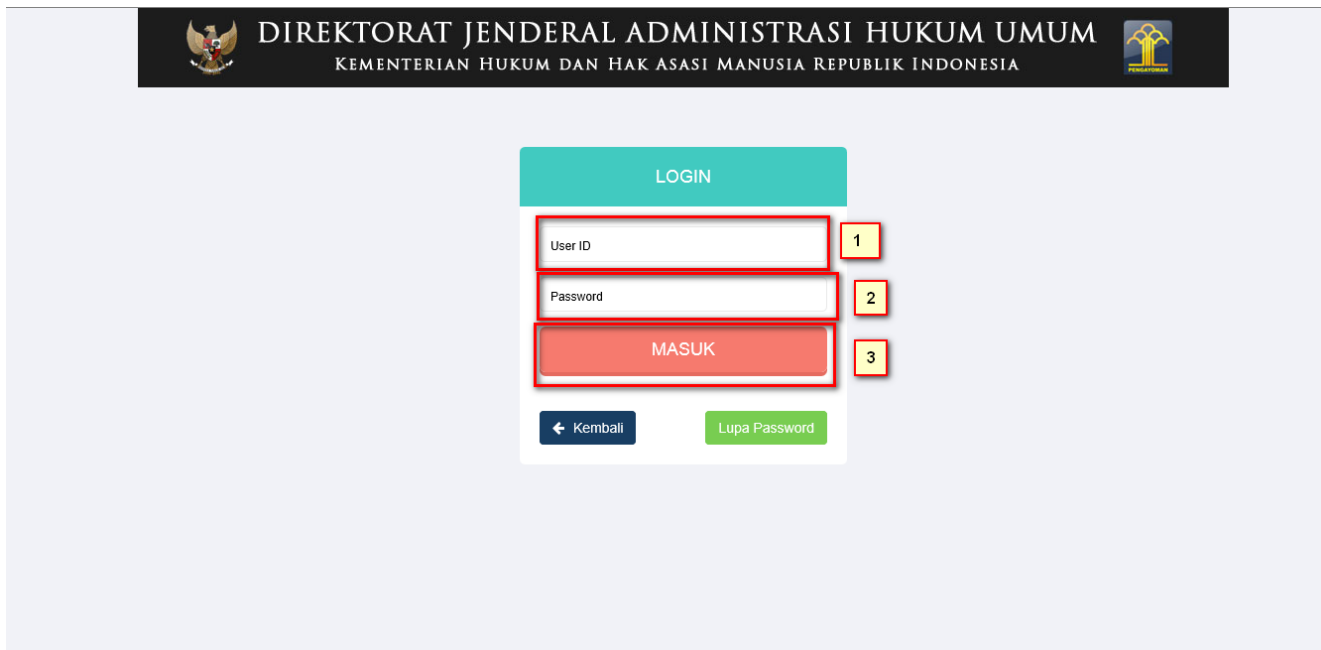 DIREKTORAT JENDERAL ADMINISTRASI HUKUM UMUM
KEMENTERIAN HUKUM DAN HAK ASASI MANUSIA REPUBLIK INDONESIA
PENGAYOMAN
LOGIN
User ID
1
Password
2
MASUK
3
Kembali
Lupa Password